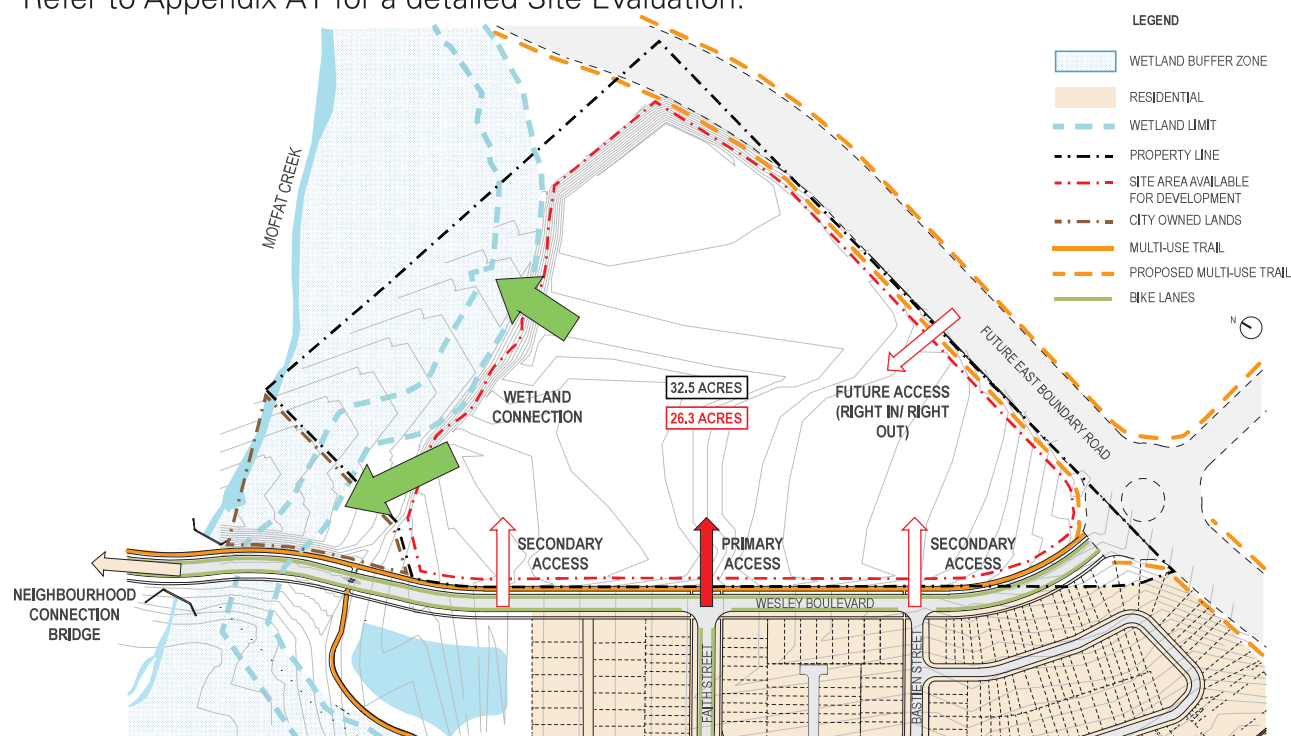 Refer to Appendix A1 for a detailed Site Evaluation.
LEGEND
WETLAND BUFFER ZONE
RESIDENTIAL
WETLAND LIMIT
PROPERTY LINE
SITE AREA AVAILABLE
FOR DEVELOPMENT
CITY OWNED LANDS
MULTI-USE TRAIL
PROPOSED MULTI-USE TRAIL
BIKE LANES
N
MOFFAT CREEK
FUTURE EAST BOUNDARY ROAD
WETLAND
CONNECTION
32.5 ACRES
26.3 ACRES
FUTURE ACCESS
(RIGHT IN/ RIGHT
OUT)
SECONDARY
ACCESS
PRIMARY
ACCESS
SECONDARY
ACCESS
NEIGHBOURHOOD
CONNECTION
BRIDGE
WESLEY BOULEVARD
FAITH STREET
BASTIEN STREET